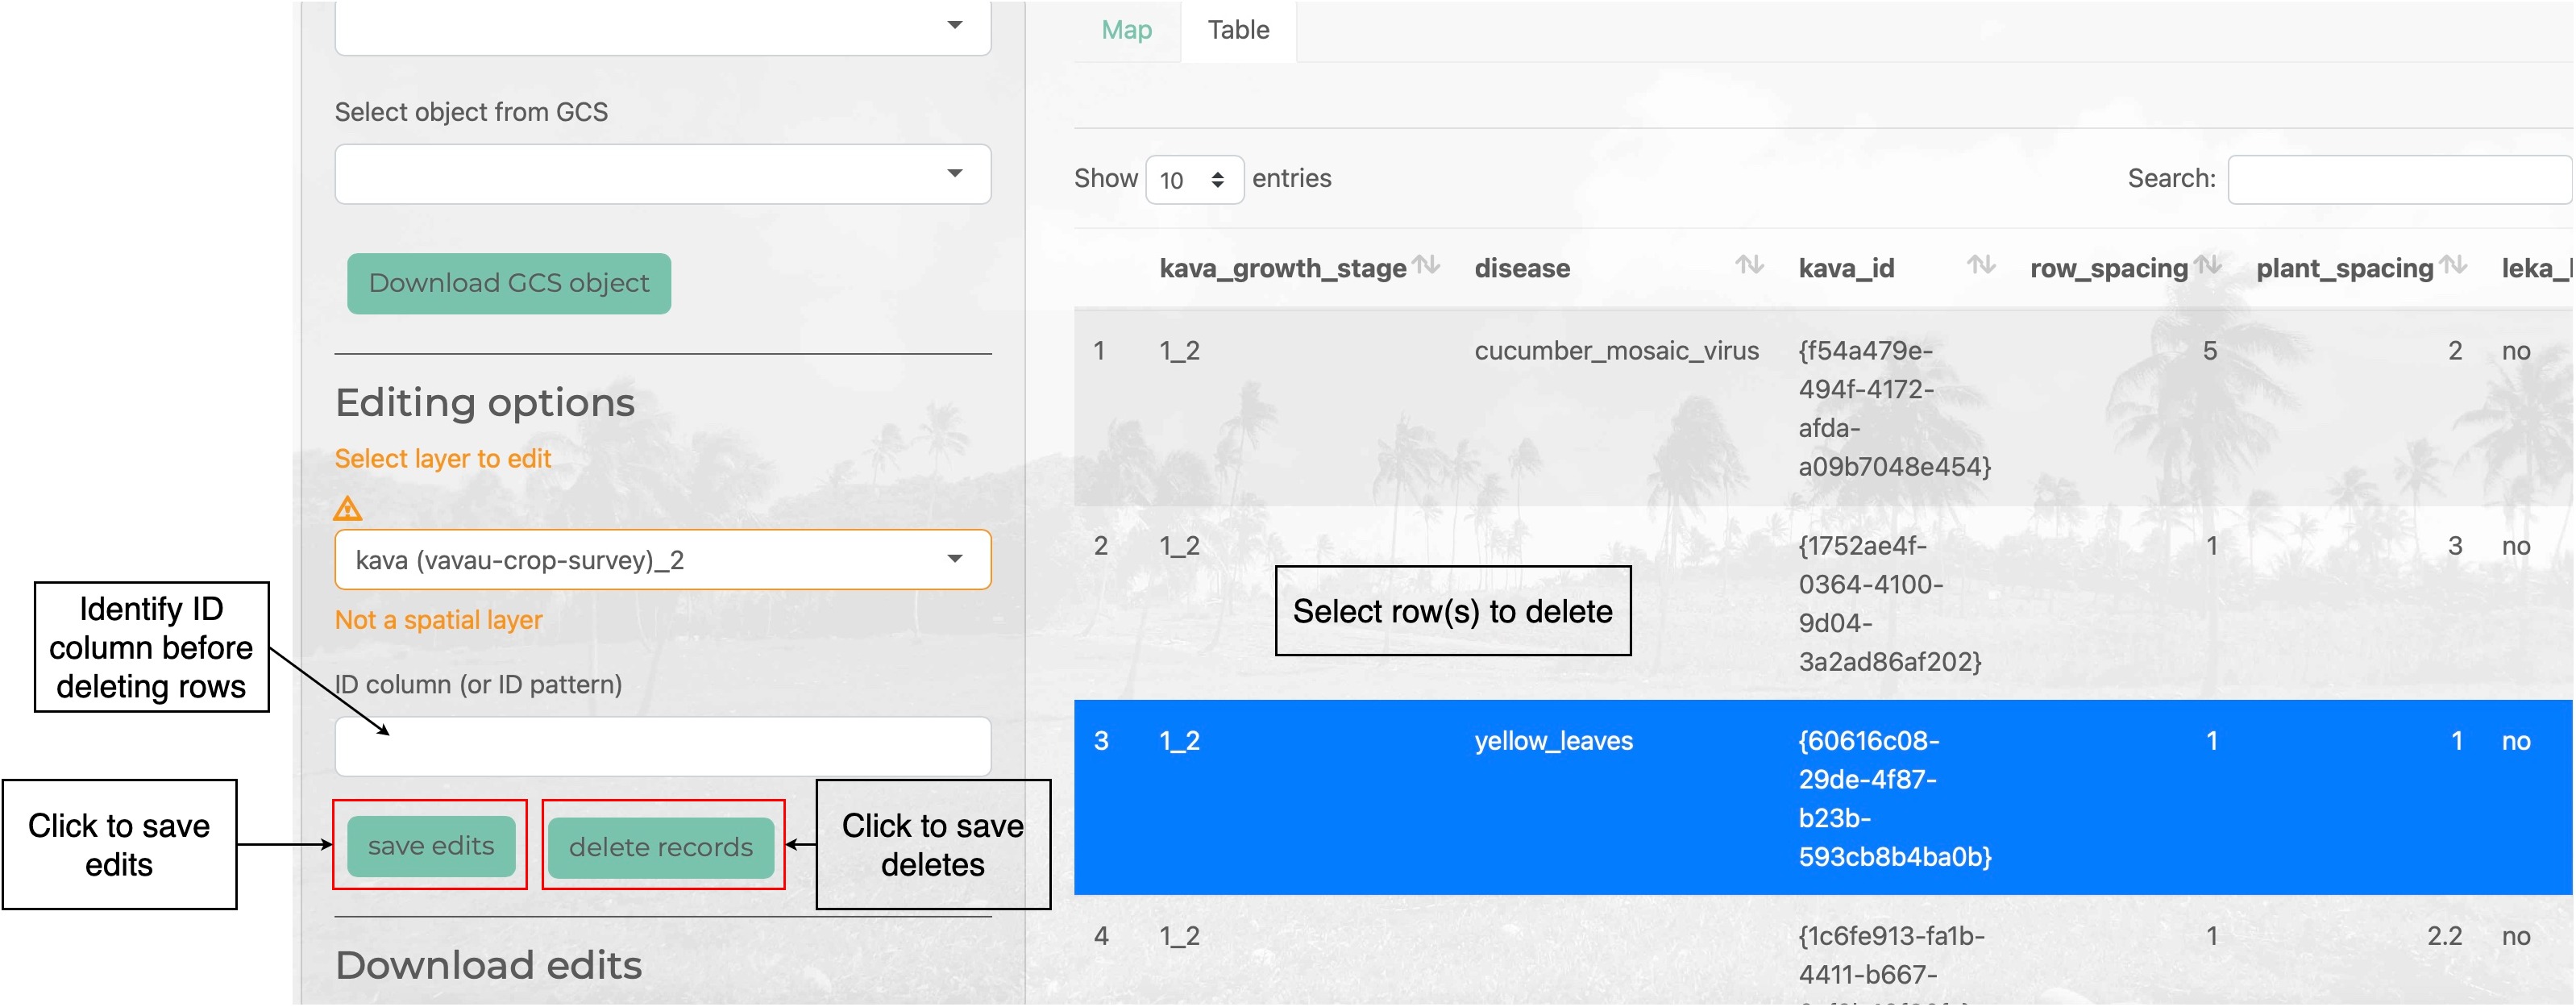 Map Table
Select object from GCS
Show 10 entries Search:
Download GCS object
kava_growth_stage disease kava_id row_spacing plant_spacing leka_
1 1_2 cucumber_mosaic_virus {f54a479e- 5 2 no
494f-4172-
afda-
a09b7048e454}
Editing options
Select layer to edit
kava (vavau-crop-survey)_2
Not a spatial layer
2 1_2 {1752ae4f- 1 3 no
0364-4100-
9d04-
3a2ad86af202}
Select row(s) to delete
Identify ID
column before
deleting rows
ID column (or ID pattern)
3 1_2 yellow_leaves {60616c08- 1 1 no
29de-4f87-
b23b-
593cb8b4ba0b}
Click to save
edits
save edits
delete records
Click to save
deletes
4 1_2 {1c6fe913-fa1b- 1 2.2 no
4411-b667-
Download edits